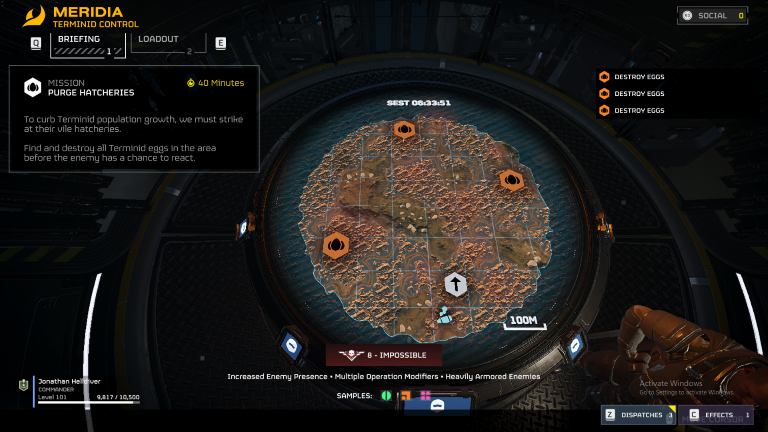 MERIDIA
TERMINID CONTROL
SOCIAL 0
Q
BRIEFING
1
LOADOUT
2
E
MISSION
PURGE HATCHERIES
40 Minutes
To curb Terminid population growth, we must strike
at their vile hatcheries.
Find and destroy all Terminid eggs in the area
before the enemy has a chance to react.
DESTROY EGGS
DESTROY EGGS
DESTROY EGGS
SEST 06:33:51
100M
8 - IMPOSSIBLE
Increased Enemy Presence • Multiple Operation Modifiers • Heavily Armored Enemies
SAMPLES:
Jonathan Helldiver
COMMANDER
Level 101
9,817 / 10,500
Activate Windows
Go to Settings to activate Windows.
Z DISPATCHES 3
C EFFECTS 1
CURSOR